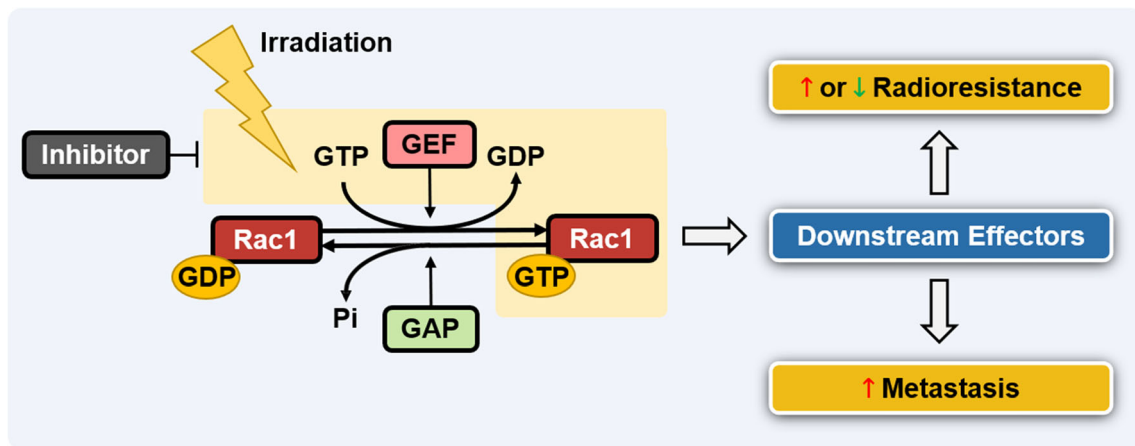 Irradiation
↑ or ↓ Radioresistance
Inhibitor
GTP
GEF
GDP
Rac1
Rac1
Downstream Effectors
GDP
GTP
Pi
GAP
↑ Metastasis